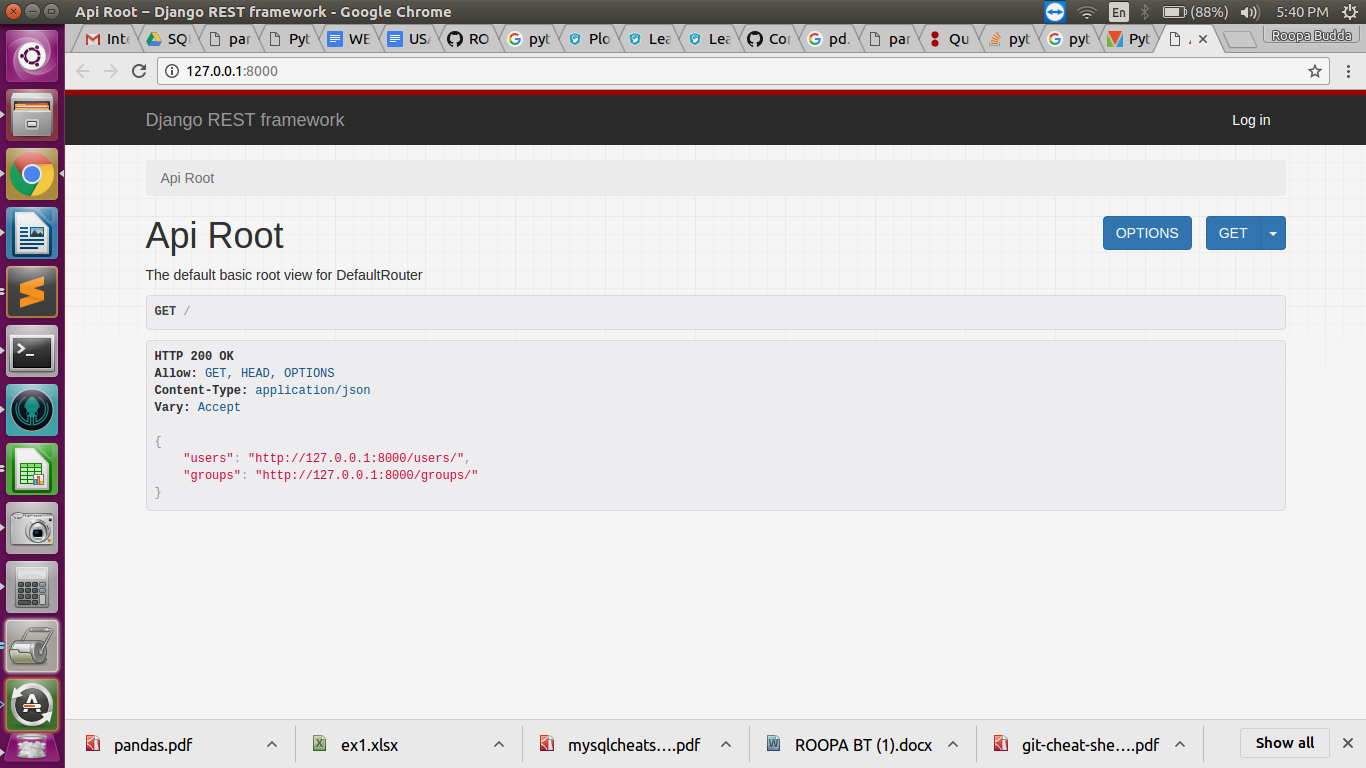 Api Root – Django REST framework - Google Chrome
En
(88%)
5:40 PM
Inte
SQL
par
Pyt
WE
USA
RO
pyt
Plo
Lea
Lea
Cor
pd.
par
Qu
pyt
pyt
Pyt
Roopa Budda
127.0.0.1:8000
Django REST framework
Log in
Api Root
Api Root
OPTIONS
GET
The default basic root view for DefaultRouter
GET /
HTTP 200 OK
Allow: GET, HEAD, OPTIONS
Content-Type: application/json
Vary: Accept
{
"users": "http://127.0.0.1:8000/users/",
"groups": "http://127.0.0.1:8000/groups/"
}
pandas.pdf
ex1.xlsx
mysqlcheats....pdf
ROOPA BT (1).docx
git-cheat-she....pdf
Show all